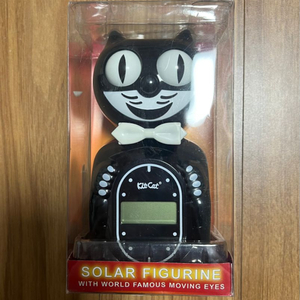 Kit-Cat
SOLAR FIGURINE
WITH WORLD FAMOUS MOVING EYES